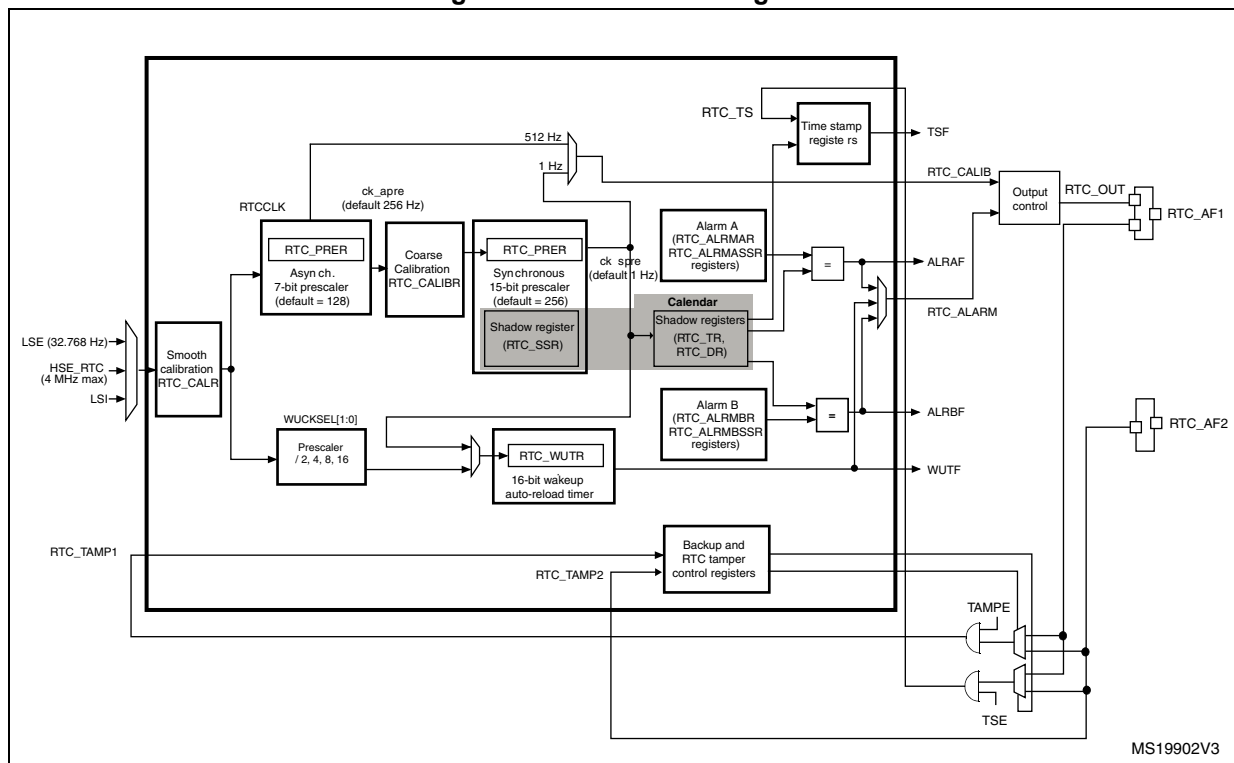 RTC_TS
Time stamp
registe rs
TSF
512 Hz
1 Hz
RTC_CALIB
Output
control
RTC_OUT
RTC_AF1
ck_apre
(default 256 Hz)
RTCCLK
RTC_PRER
Asyn ch.
7-bit prescaler
(default = 128)
Coarse
Calibration
RTC_CALIBR
RTC_PRER
Synchronous
15-bit prescaler
(default = 256)
Shadow register
(RTC_SSR)
ck_spre
(default 1 Hz)
Alarm A
(RTC_ALRMAR
RTC_ALRMASSR
registers)
=
ALRAF
RTC_ALARM
Calendar
Shadow registers
(RTC_TR,
RTC_DR)
LSE (32.768 Hz)
HSE_RTC
(4 MHz max)
LSI
Smooth
calibration
RTC_CALR
Alarm B
(RTC_ALRMBR
RTC_ALRMBSSR
registers)
=
ALRBF
RTC_AF2
WUCKSEL[1:0]
Prescaler
/ 2, 4, 8, 16
RTC_WUTR
16-bit wakeup
auto-reload timer
WUTF
RTC_TAMP1
RTC_TAMP2
Backup and
RTC tamper
control registers
TAMPE
TSE
MS19902V3